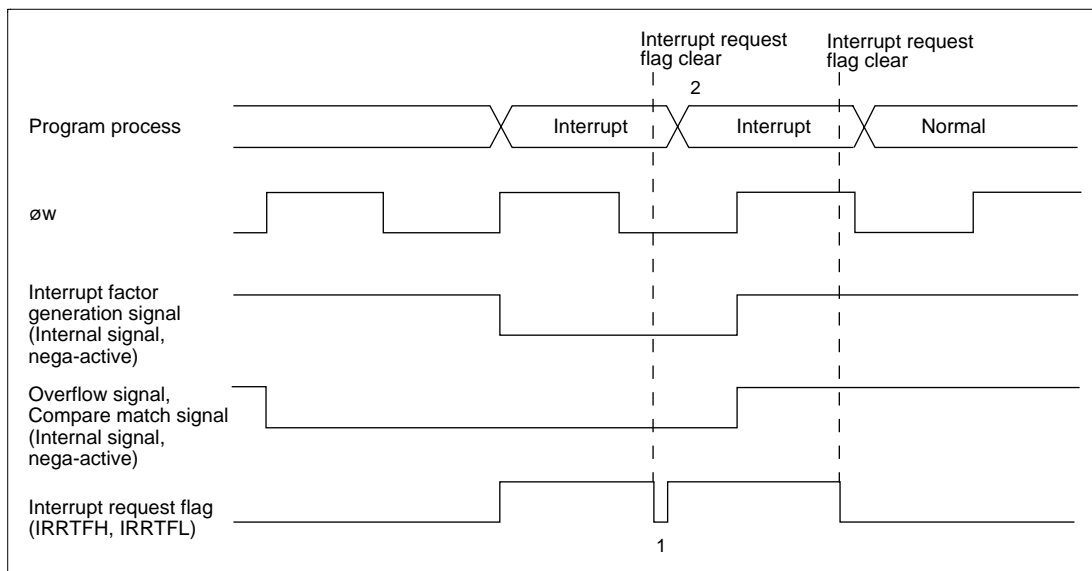 Interrupt request
flag clear
Interrupt request
flag clear
2
Program process
Interrupt
Interrupt
Normal
øw
Interrupt factor
generation signal
(Internal signal,
nega-active)
Overflow signal,
Compare match signal
(Internal signal,
nega-active)
Interrupt request flag
(IRRTFH, IRRTFL)
1